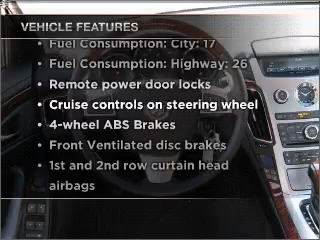 VEHICLE FEATURES
• Fuel Consumption: City: 17
• Fuel Consumption: Highway: 26
• Remote power door locks
• Cruise controls on steering wheel
• 4-wheel ABS Brakes
• Front Ventilated disc brakes
• 1st and 2nd row curtain head
airbags